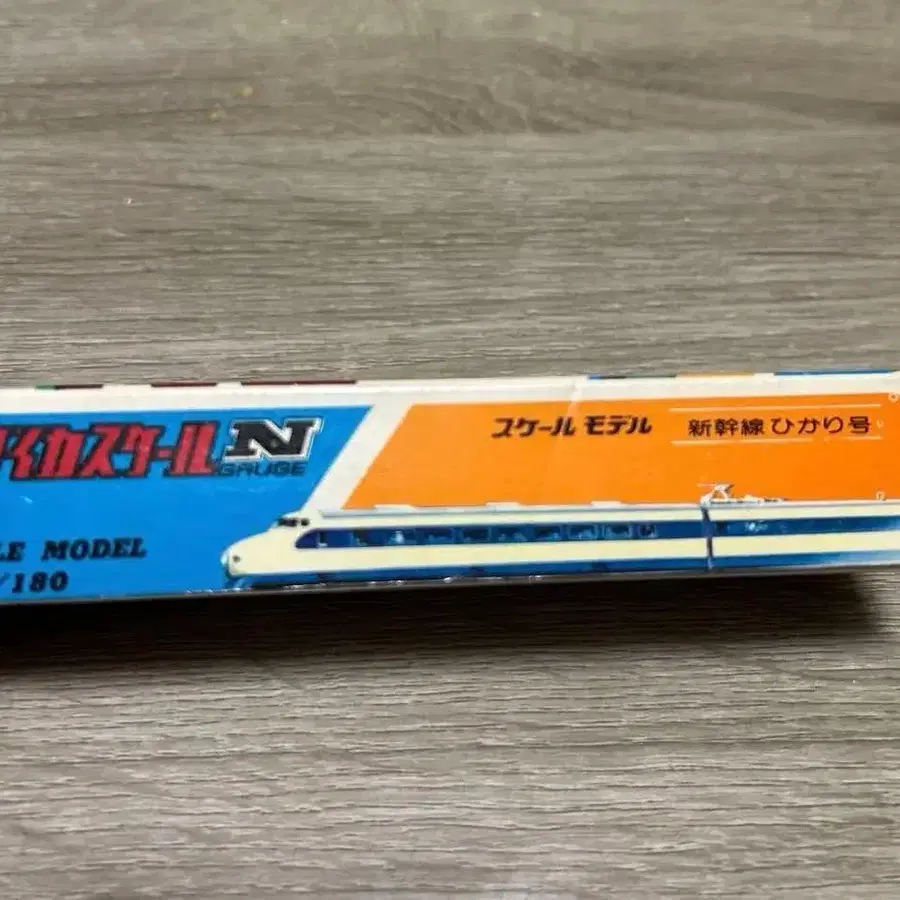 ダイカスケール N
GAUGE
スケール モデル
新幹線 ひかり号
LE MODEL
/180